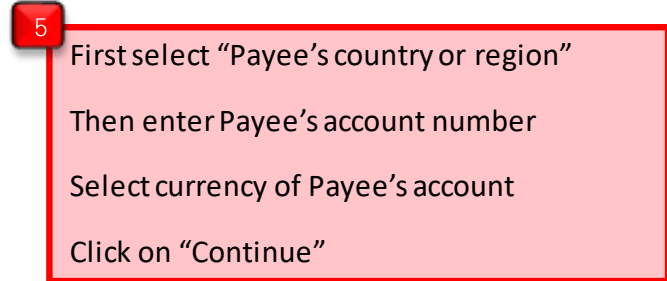 5
First select “Payee’s country or region”
Then enter Payee’s account number
Select currency of Payee’s account
Click on “Continue”